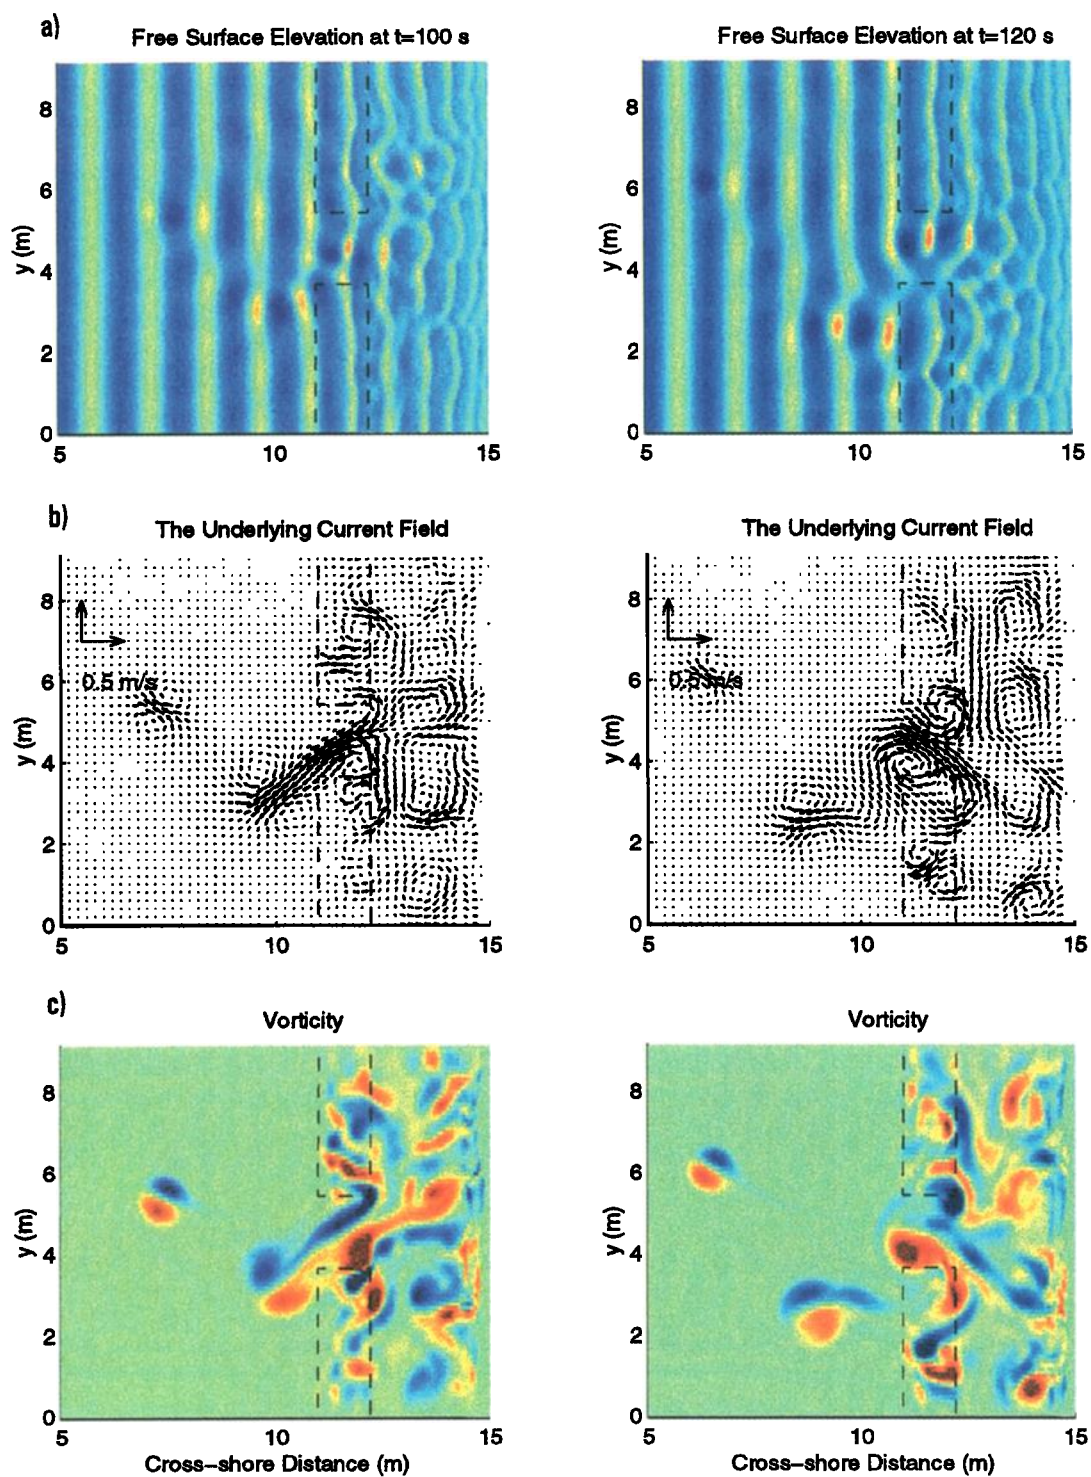 a)
Free Surface Elevation at t=100 s
Free Surface Elevation at t=120 s
y (m)
8
6
4
2
0
5
10
15
y (m)
8
6
4
2
0
5
10
15
b)
The Underlying Current Field
The Underlying Current Field
y (m)
8
6
4
2
0
0.5 m/s
5
10
15
y (m)
8
6
4
2
0
0.5 m/s
5
10
15
c)
Vorticity
Vorticity
y (m)
8
6
4
2
0
5
10
15
Cross-shore Distance (m)
y (m)
8
6
4
2
0
5
10
15
Cross-shore Distance (m)